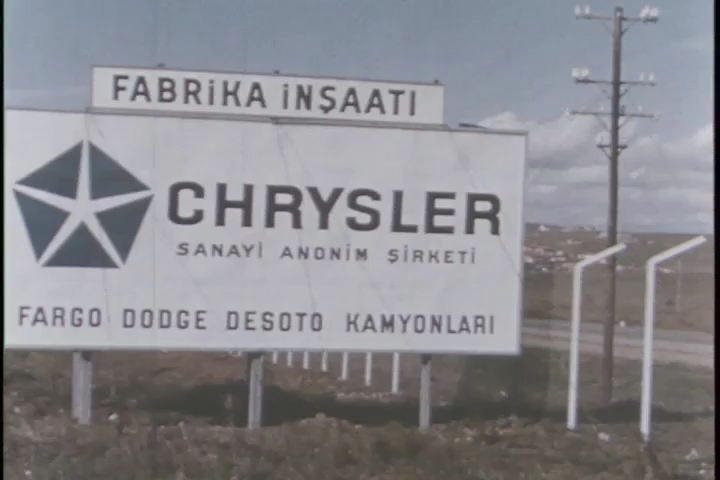 FABRİKA İNŞAATI
CHRYSLER
SANAYİ ANONİM ŞİRKETİ
FARGO DODGE DESOTO KAMYONLARI